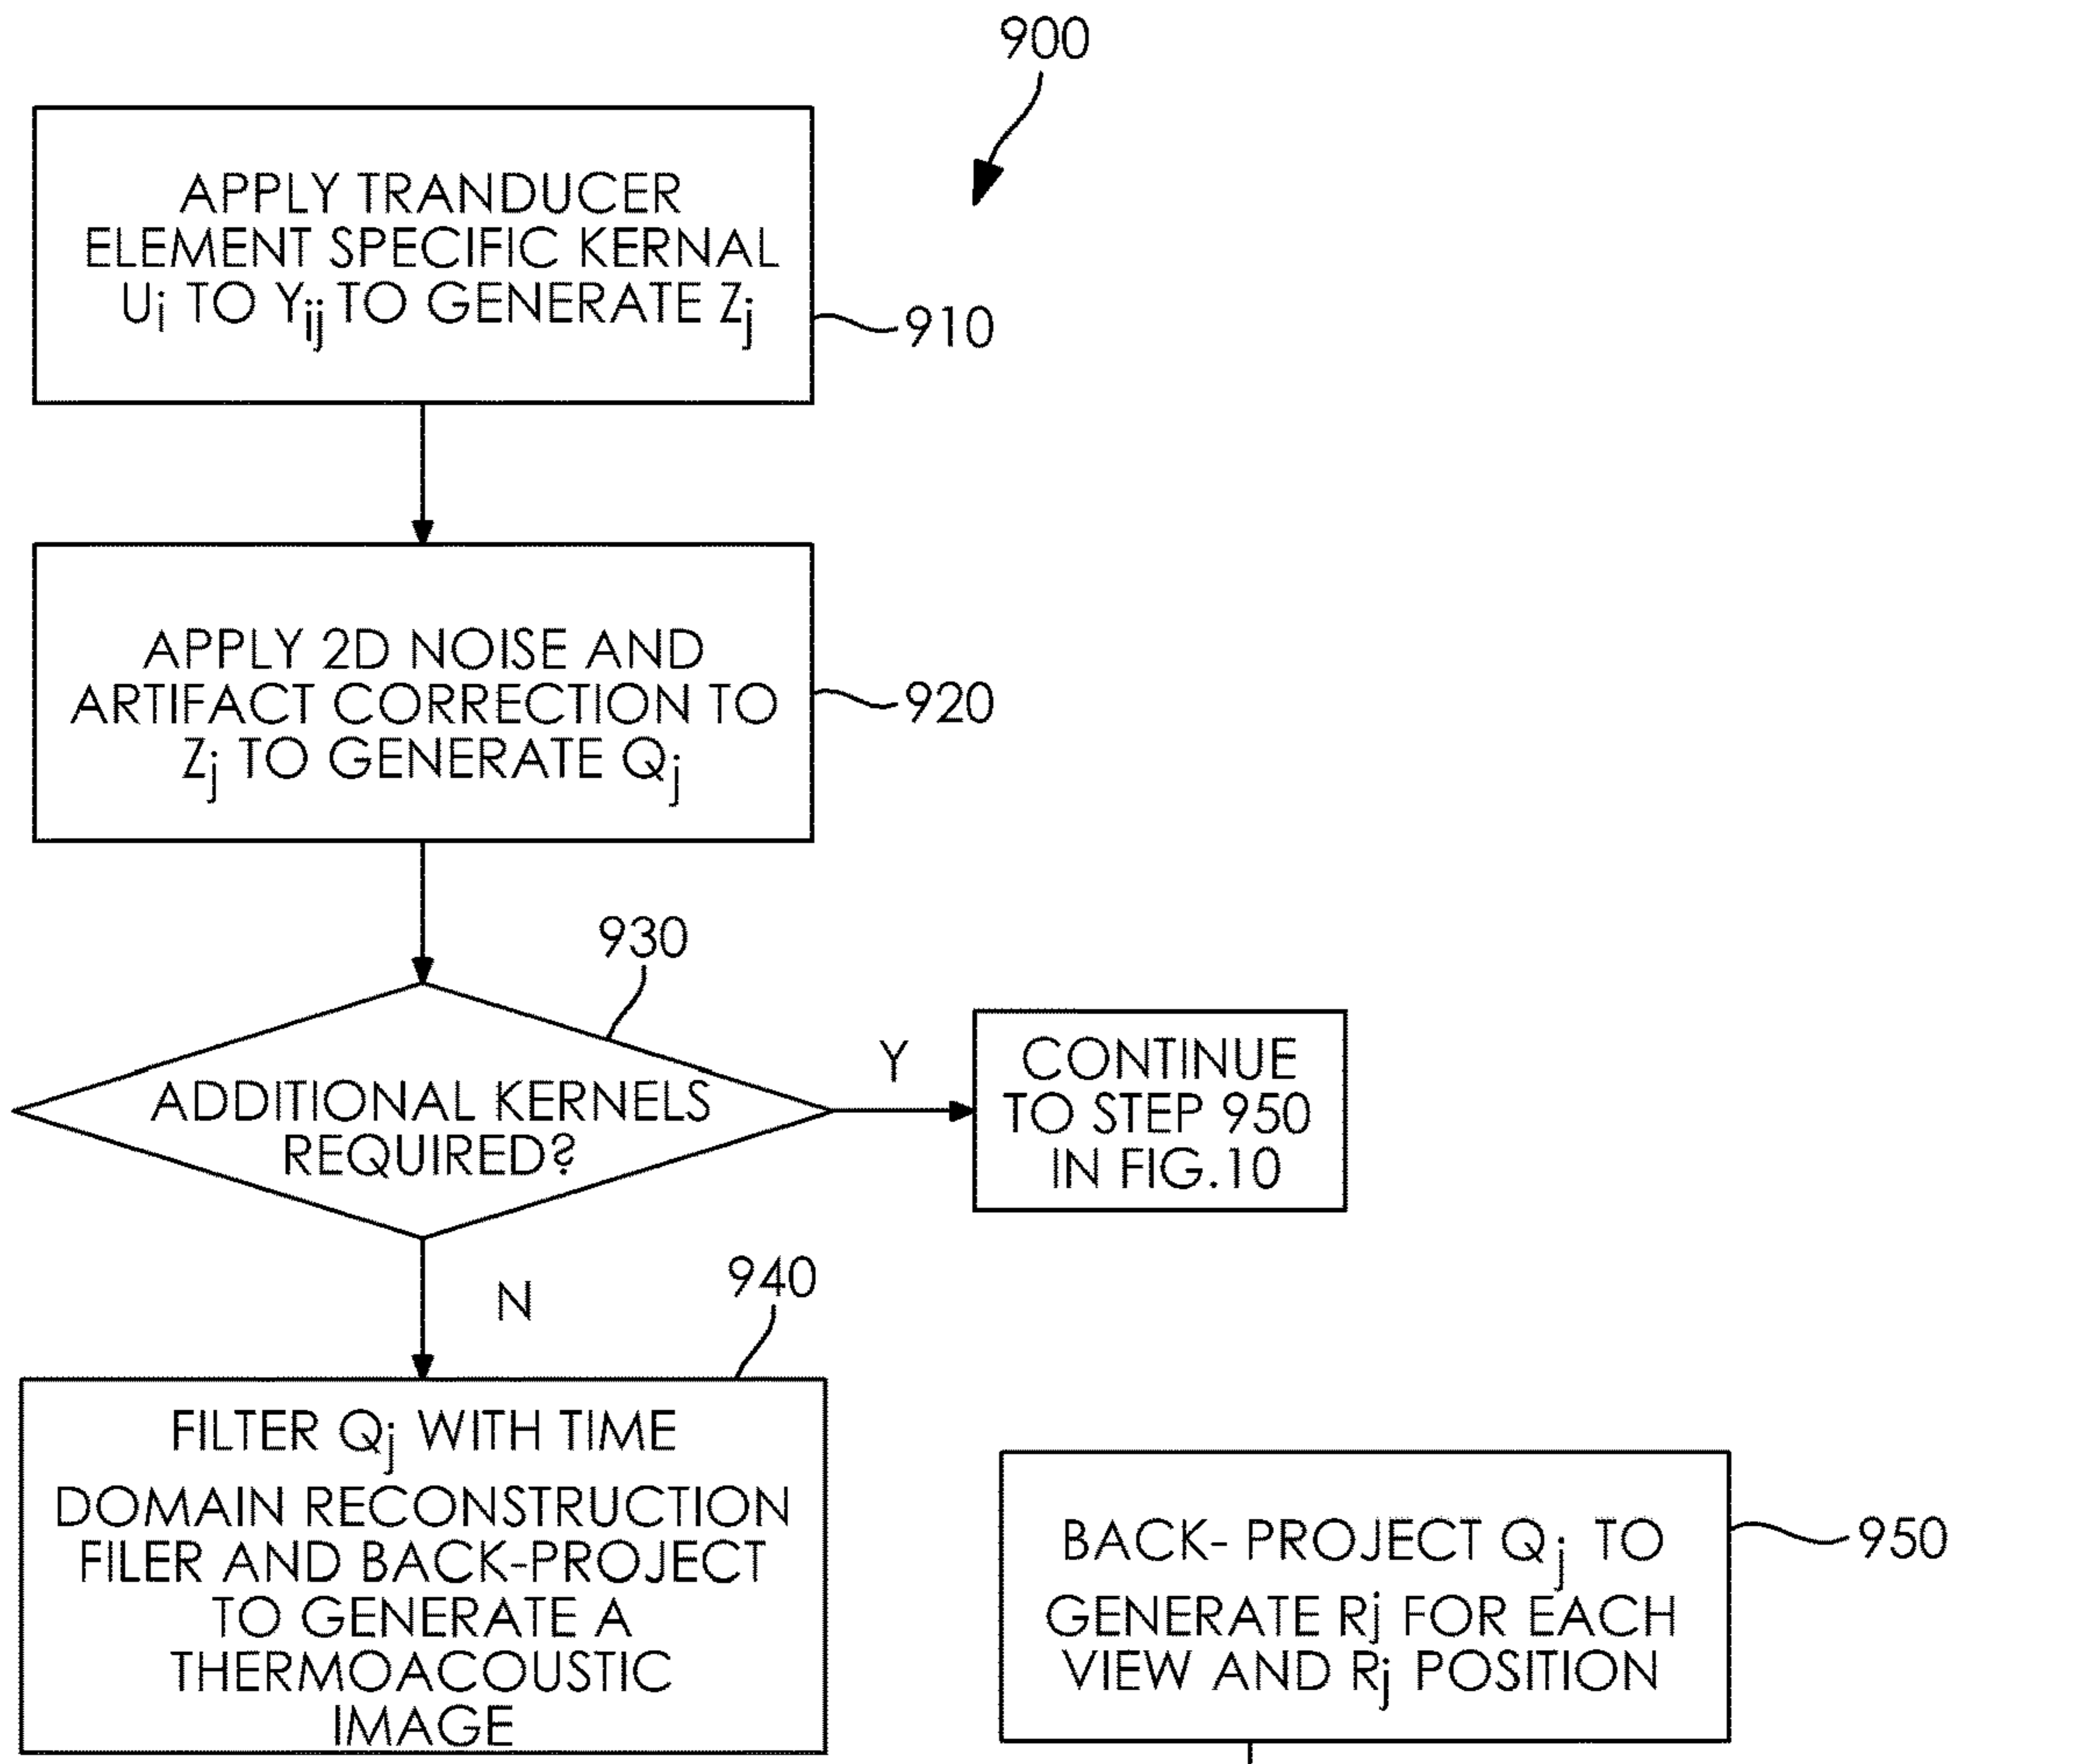 900
APPLY TRANDUCER
ELEMENT SPECIFIC KERNAL
Ui TO Yij TO GENERATE Zj
910
APPLY 2D NOISE AND
ARTIFACT CORRECTION TO
Zj TO GENERATE Qj
920
930
ADDITIONAL KERNELS
REQUIRED?
Y
CONTINUE
TO STEP 950
IN FIG.10
N
940
FILTER Qj WITH TIME
DOMAIN RECONSTRUCTION
FILER AND BACK-PROJECT
TO GENERATE A
THERMOACOUSTIC
IMAGE
BACK- PROJECT Qj TO
GENERATE Rj FOR EACH
VIEW AND Rj POSITION
950